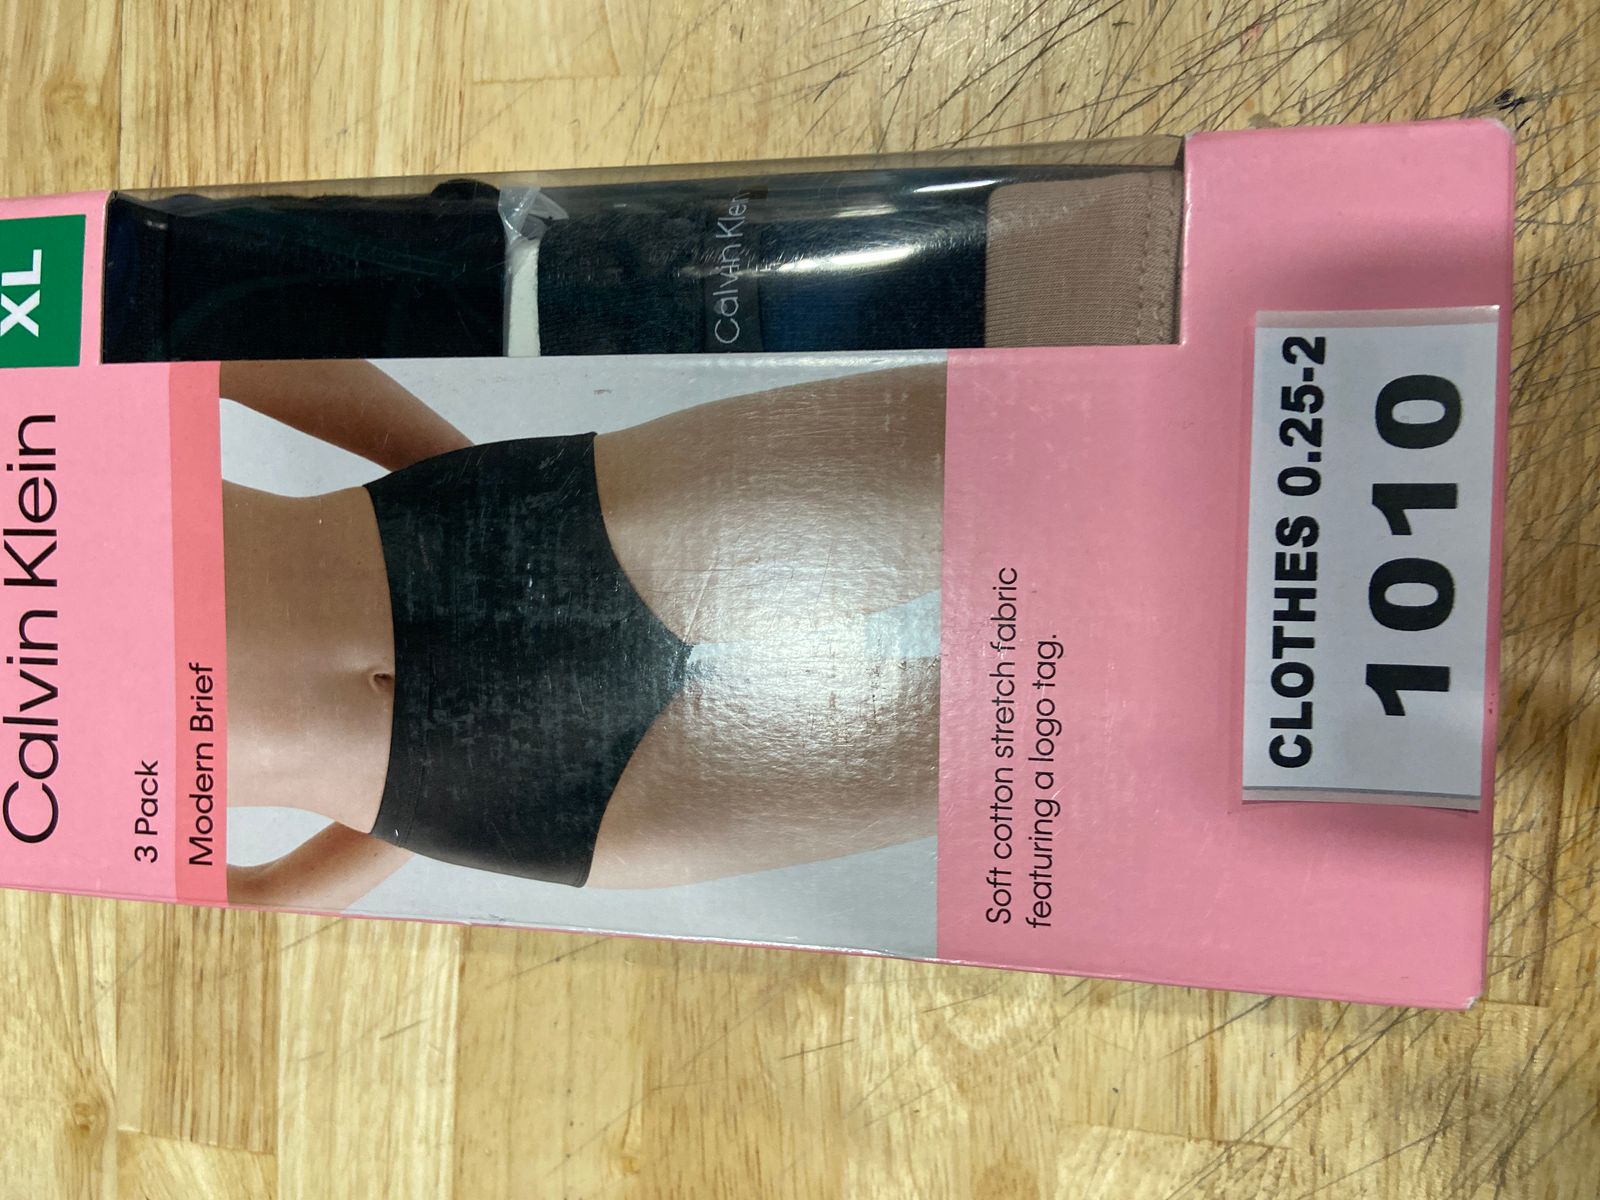 XL
Calvin Klein
3 Pack
Modern Brief
Calvin Klein
Soft cotton stretch fabric
featuring a logo tag.
CLOTHES 0.25-2
1010